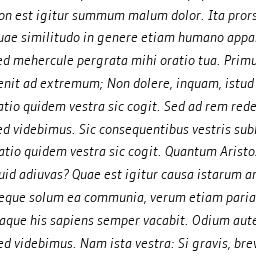 on est igitur summum malum dolor. Ita prors
uae similitudo in genere etiam humano appa
ed mehercule pergrata mihi oratio tua. Primu
enit ad extremum; Non dolere, inquam, istud
atio quidem vestra sic cogit. Sed ad rem rede
ed videbimus. Sic consequentibus vestris subl
atio quidem vestra sic cogit. Quantum Aristo
uid adiuvas? Quae est igitur causa istarum an
eque solum ea communia, verum etiam paria
aque his sapiens semper vacabit. Odium aute
ed videbimus. Nam ista vestra: Si gravis, brev